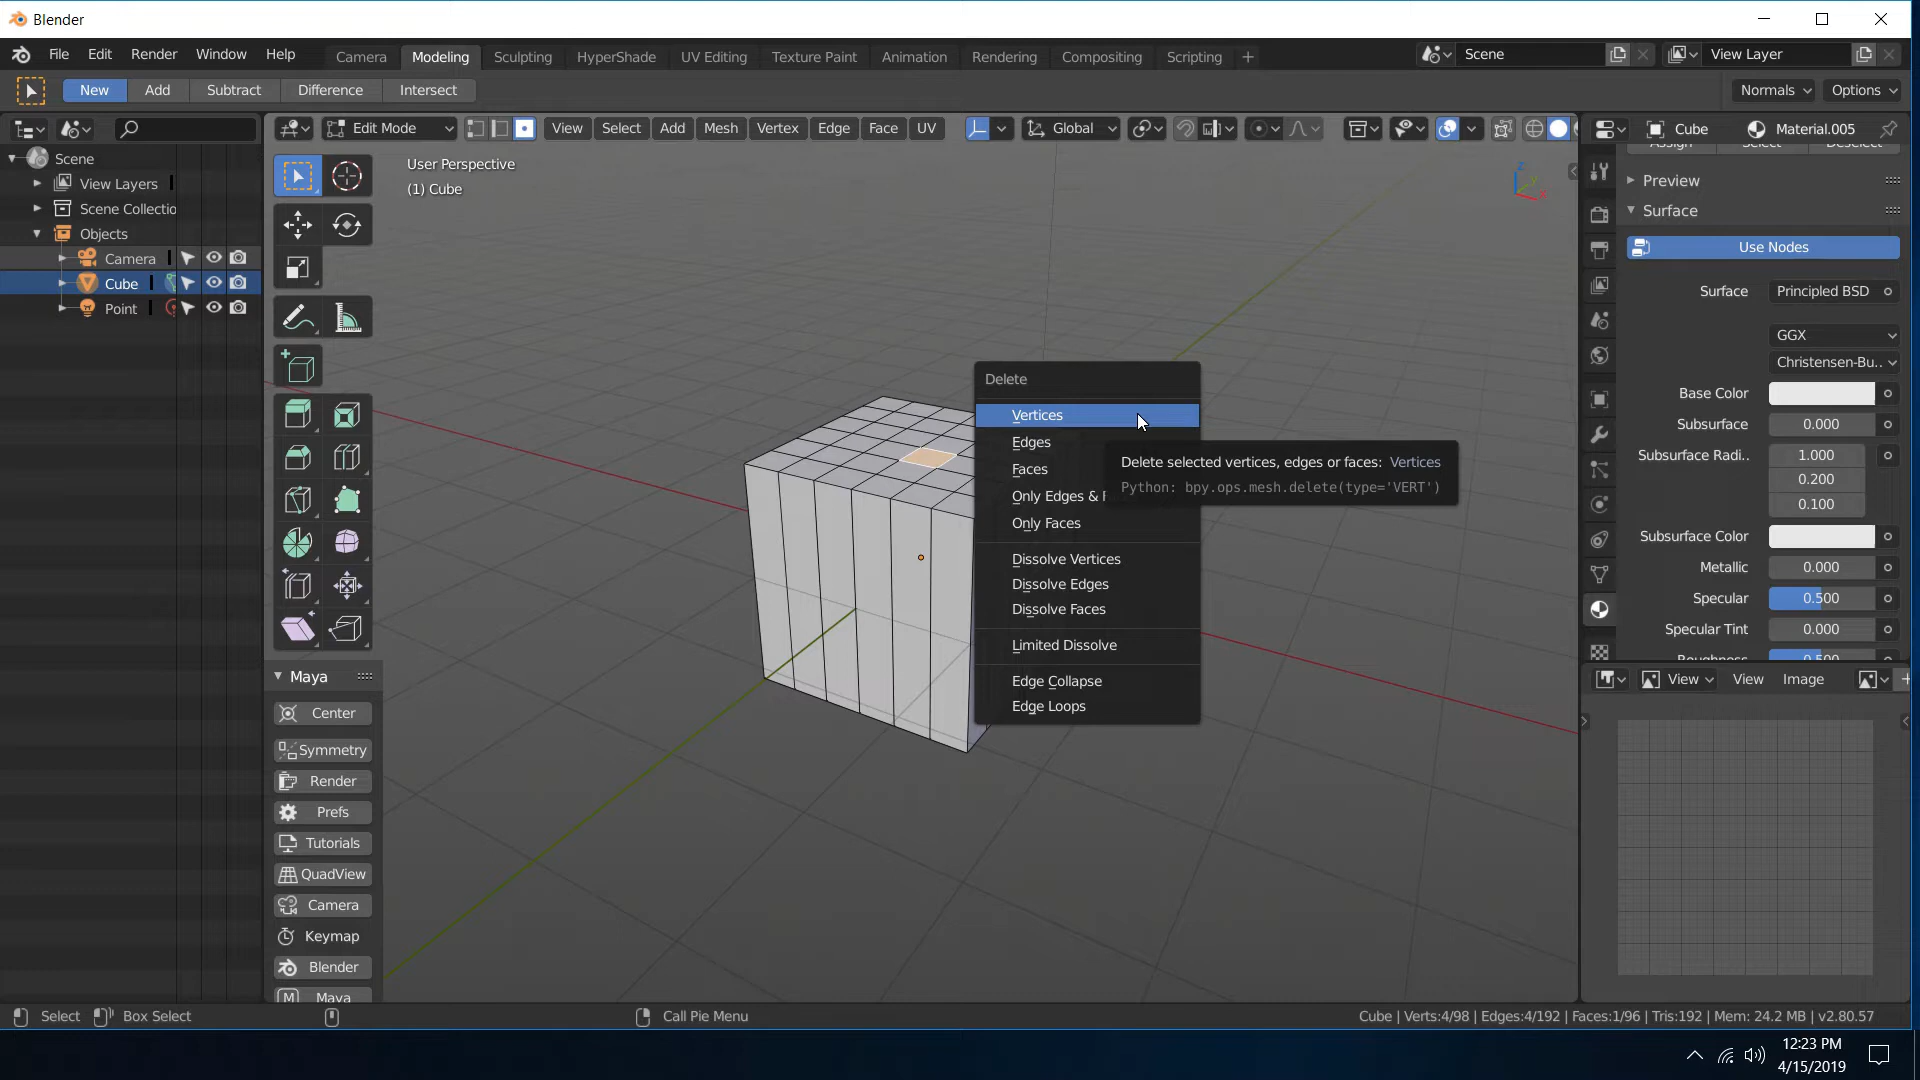 Blender
File Edit Render Window Help Camera Modeling Sculpting HyperShade UV Editing Texture Paint Animation Rendering Compositing Scripting + Scene View Layer
New Add Subtract Difference Intersect Normals Options
Edit Mode View Select Add Mesh Vertex Edge Face UV Global Cube Material.005
Assign Select Deselect
Scene
View Layers
Scene Collectio
Objects
Camera
Cube
Point
User Perspective
(1) Cube
Z
Y
X
Maya
Center
Symmetry
Render
Prefs
Tutorials
QuadView
Camera
Keymap
Blender
M Maya
Delete
Vertices
Edges
Faces
Only Edges & F
Only Faces
Dissolve Vertices
Dissolve Edges
Dissolve Faces
Limited Dissolve
Edge Collapse
Edge Loops
Delete selected vertices, edges or faces: Vertices
Python: bpy.ops.mesh.delete(type='VERT')
Preview
Surface
Use Nodes
Surface Principled BSD
GGX
Christensen-Bu..
Base Color
Subsurface 0.000
Subsurface Radi.. 1.000
0.200
0.100
Subsurface Color
Metallic 0.000
Specular 0.500
Specular Tint 0.000
Roughness 0.500
View View Image
Select Box Select Call Pie Menu Cube | Verts:4/98 | Edges:4/192 | Faces:1/96 | Tris:192 | Mem: 24.2 MB | v2.80.57
12:23 PM
4/15/2019